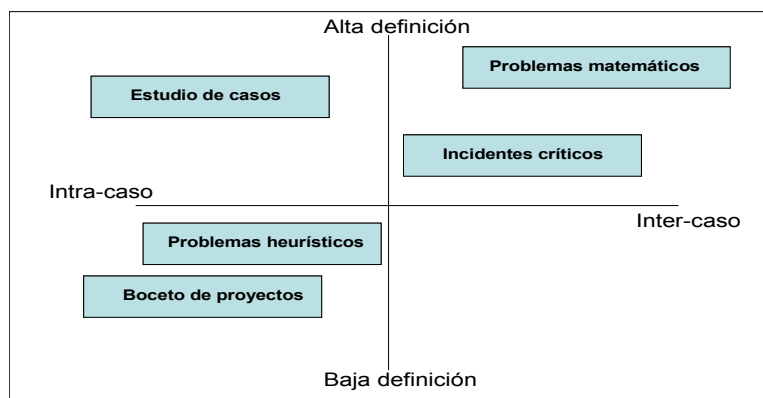 Alta definición
Problemas matemáticos
Estudio de casos
Incidentes críticos
Intra-caso
Inter-caso
Problemas heurísticos
Boceto de proyectos
Baja definición